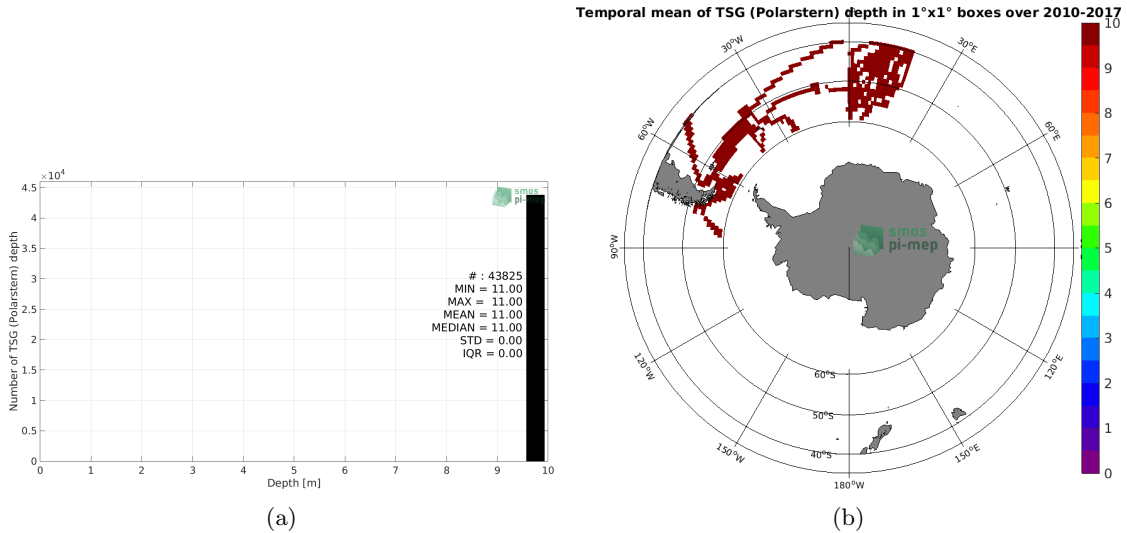 Temporal mean of TSG (Polarstern) depth in 1°x1° boxes over 2010-2017
×10⁴
4.5
4
3.5
3
2.5
2
1.5
1
0.5
0
Number of TSG (Polarstern) depth
smos
pi-mep
# : 43825
MIN = 11.00
MAX = 11.00
MEAN = 11.00
MEDIAN = 11.00
STD = 0.00
IQR = 0.00
0 1 2 3 4 5 6 7 8 9 10
Depth [m]
(a)
30°W
30°E
60°W
60°E
90°W
120°W
120°E
150°W
150°E
180°W
60°S
50°S
40°S
smos
pi-mep
10
9
8
7
6
5
4
3
2
1
0
(b)